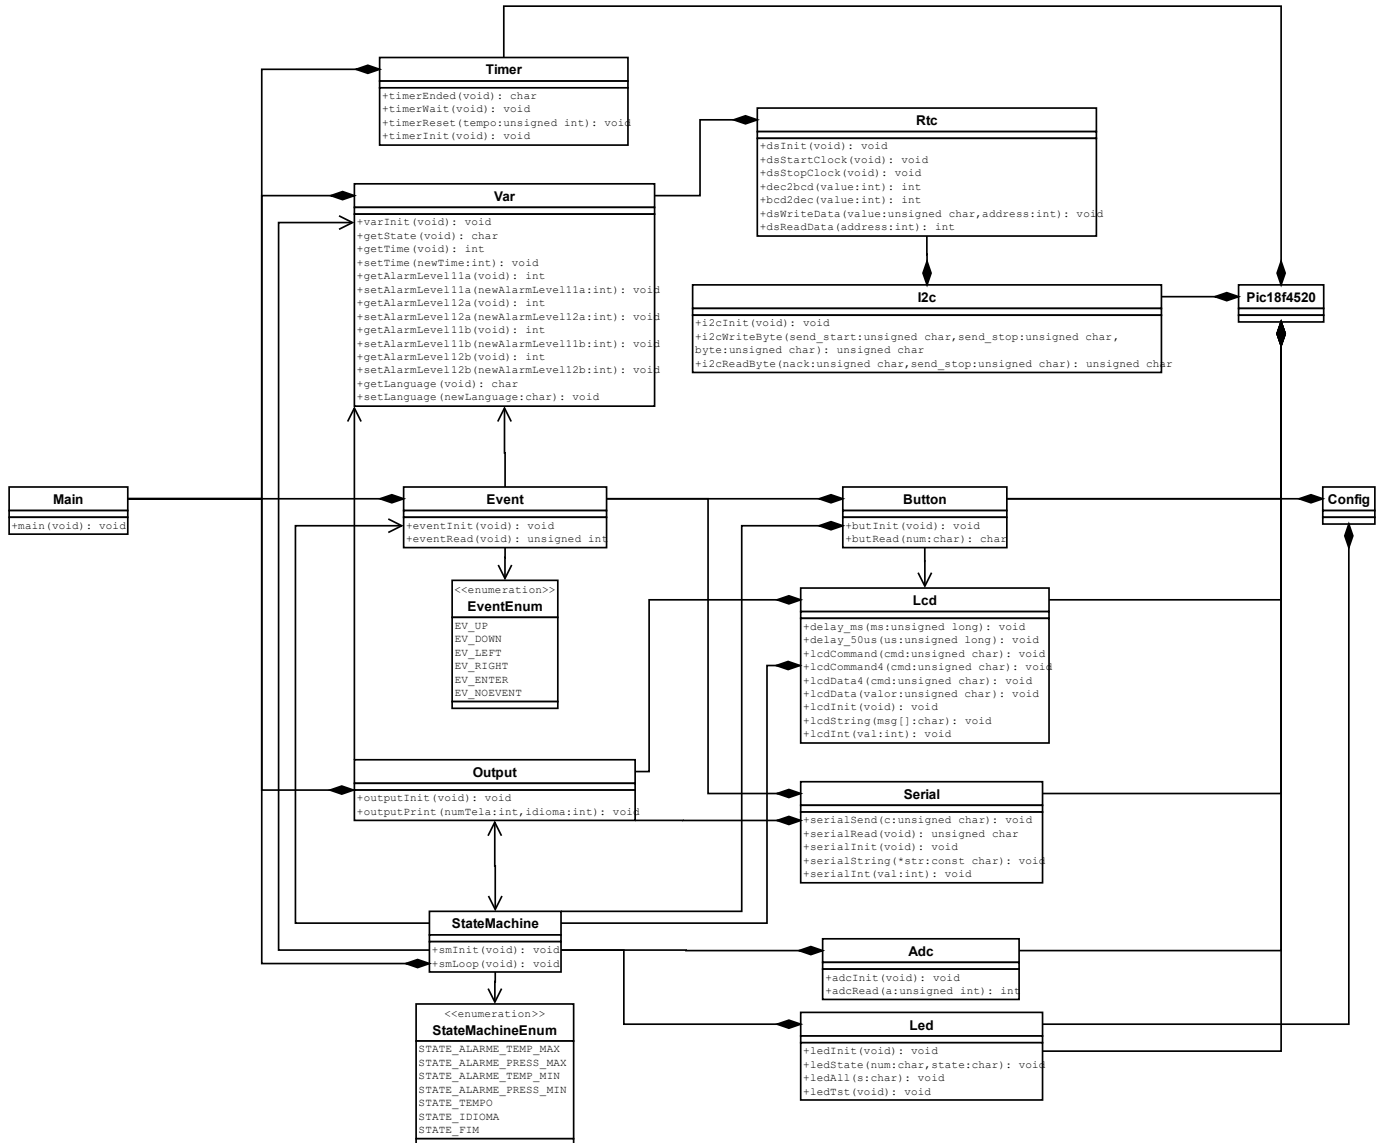 Timer
+timerEnded(void): char
+timerWait(void): void
+timerReset(tempo:unsigned int): void
+timerInit(void): void
Rtc
+dsInit(void): void
+dsStartClock(void): void
+dsStopClock(void): void
+dec2bcd(value:int): int
+bcd2dec(value:int): int
+dsWriteData(value:unsigned char,address:int): void
+dsReadData(address:int): int
Var
+varInit(void): void
+getState(void): char
+getTime(void): int
+setTime(newTime:int): void
+getAlarmLevel11a(void): int
+setAlarmLevel11a(newAlarmLevel11a:int): void
+getAlarmLevel12a(void): int
+setAlarmLevel12a(newAlarmLevel12a:int): void
+getAlarmLevel11b(void): int
+setAlarmLevel11b(newAlarmLevel11b:int): void
+getAlarmLevel12b(void): int
+setAlarmLevel12b(newAlarmLevel12b:int): void
+getLanguage(void): char
+setLanguage(newLanguage:char): void
I2c
+i2cInit(void): void
+i2cWriteByte(send_start:unsigned char,send_stop:unsigned char,
byte:unsigned char): unsigned char
+i2cReadByte(nack:unsigned char,send_stop:unsigned char): unsigned char
Pic18f4520
Main
+main(void): void
Event
+eventInit(void): void
+eventRead(void): unsigned int
Button
+butInit(void): void
+butRead(num:char): char
Config
<<enumeration>>
EventEnum
EV_UP
EV_DOWN
EV_LEFT
EV_RIGHT
EV_ENTER
EV_NOEVENT
Lcd
+delay_ms(ms:unsigned long): void
+delay_50us(us:unsigned long): void
+lcdCommand(cmd:unsigned char): void
+lcdCommand4(cmd:unsigned char): void
+lcdData4(cmd:unsigned char): void
+lcdData(valor:unsigned char): void
+lcdInit(void): void
+lcdString(msg[]:char): void
+lcdInt(val:int): void
Output
+outputInit(void): void
+outputPrint(numTela:int,idioma:int): void
Serial
+serialSend(c:unsigned char): void
+serialRead(void): unsigned char
+serialInit(void): void
+serialString(*str:const char): void
+serialInt(val:int): void
StateMachine
+smInit(void): void
+smLoop(void): void
Adc
+adcInit(void): void
+adcRead(a:unsigned int): int
<<enumeration>>
StateMachineEnum
STATE_ALARME_TEMP_MAX
STATE_ALARME_PRESS_MAX
STATE_ALARME_TEMP_MIN
STATE_ALARME_PRESS_MIN
STATE_TEMPO
STATE_IDIOMA
STATE_FIM
Led
+ledInit(void): void
+ledState(num:char,state:char): void
+ledAll(s:char): void
+ledTst(void): void